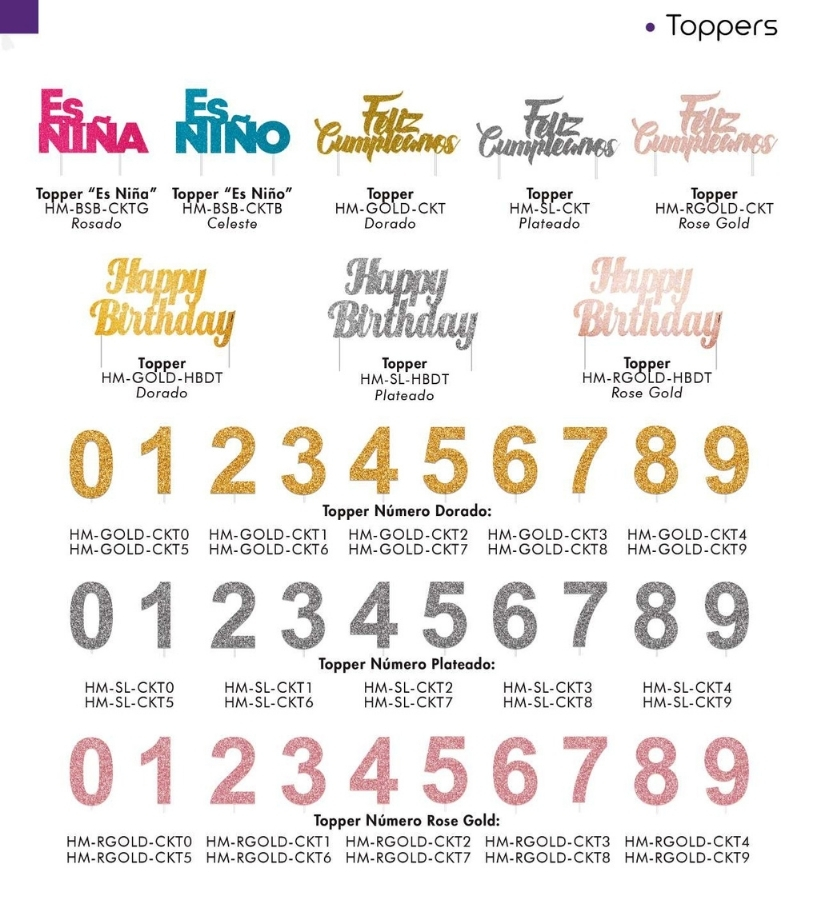 • Toppers
Es NIÑA
Es NIÑO
Feliz Cumpleaños
Feliz Cumpleaños
Feliz Cumpleaños
Topper “Es Niña”
HM-BSB-CKTG
Rosado
Topper “Es Niño”
HM-BSB-CKTB
Celeste
Topper
HM-GOLD-CKT
Dorado
Topper
HM-SL-CKT
Plateado
Topper
HM-RGOLD-CKT
Rose Gold
Happy
Birthday
Happy
Birthday
Happy
Birthday
Topper
HM-GOLD-HBDT
Dorado
Topper
HM-SL-HBDT
Plateado
Topper
HM-RGOLD-HBDT
Rose Gold
0 1 2 3 4 5 6 7 8 9
Topper Número Dorado:
HM-GOLD-CKT0 HM-GOLD-CKT1 HM-GOLD-CKT2 HM-GOLD-CKT3 HM-GOLD-CKT4
HM-GOLD-CKT5 HM-GOLD-CKT6 HM-GOLD-CKT7 HM-GOLD-CKT8 HM-GOLD-CKT9
0 1 2 3 4 5 6 7 8 9
Topper Número Plateado:
HM-SL-CKT0 HM-SL-CKT1 HM-SL-CKT2 HM-SL-CKT3 HM-SL-CKT4
HM-SL-CKT5 HM-SL-CKT6 HM-SL-CKT7 HM-SL-CKT8 HM-SL-CKT9
0 1 2 3 4 5 6 7 8 9
Topper Número Rose Gold:
HM-RGOLD-CKT0 HM-RGOLD-CKT1 HM-RGOLD-CKT2 HM-RGOLD-CKT3 HM-RGOLD-CKT4
HM-RGOLD-CKT5 HM-RGOLD-CKT6 HM-RGOLD-CKT7 HM-RGOLD-CKT8 HM-RGOLD-CKT9